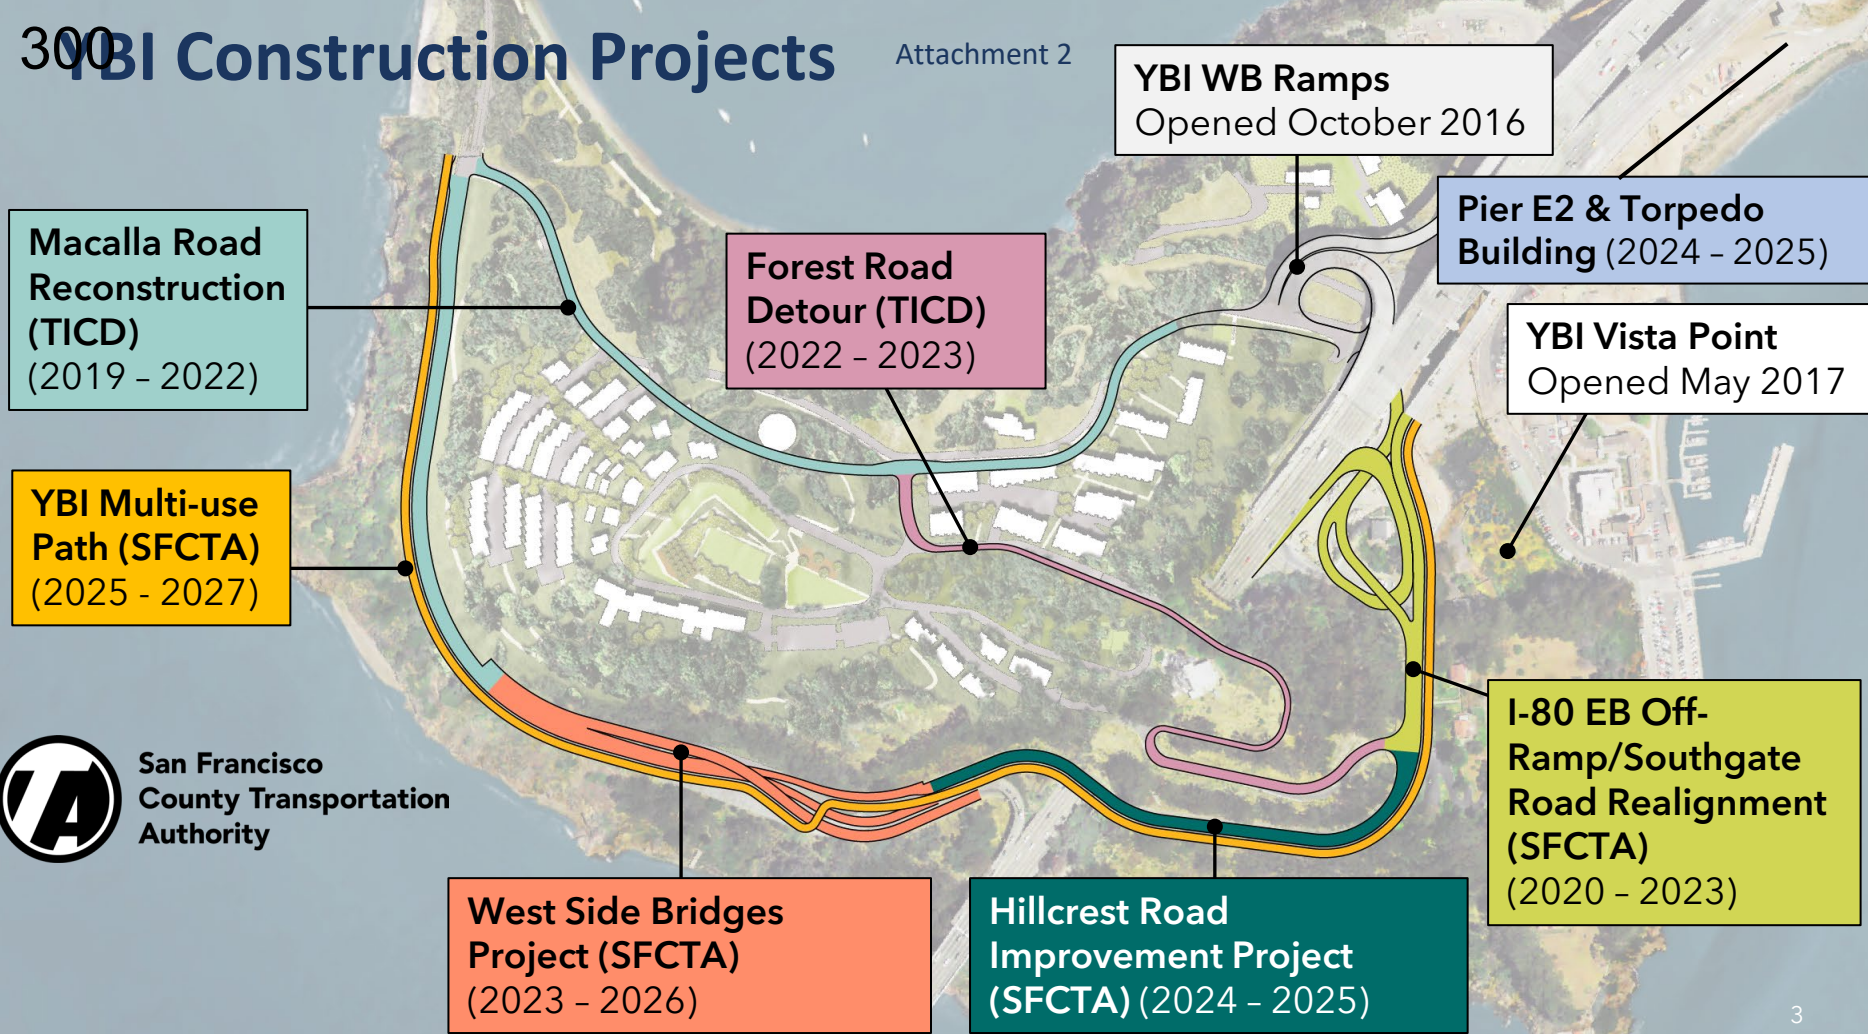 300
YBI Construction Projects
Attachment 2
YBI WB Ramps
Opened October 2016
Pier E2 & Torpedo
Building (2024 – 2025)
Macalla Road
Reconstruction
(TICD)
(2019 – 2022)
Forest Road
Detour (TICD)
(2022 – 2023)
YBI Vista Point
Opened May 2017
YBI Multi-use
Path (SFCTA)
(2025 - 2027)
I-80 EB Off-
Ramp/Southgate
Road Realignment
(SFCTA)
(2020 – 2023)
TA
San Francisco
County Transportation
Authority
West Side Bridges
Project (SFCTA)
(2023 – 2026)
Hillcrest Road
Improvement Project
(SFCTA) (2024 – 2025)
3